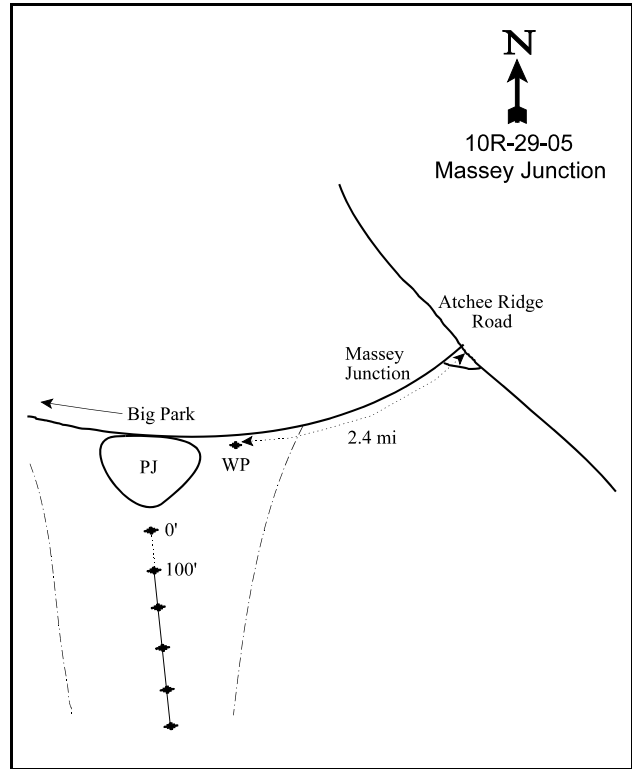 N
10R-29-05
Massey Junction
Atchee Ridge
Road
Massey
Junction
Big Park
2.4 mi
PJ
WP
0'
100'